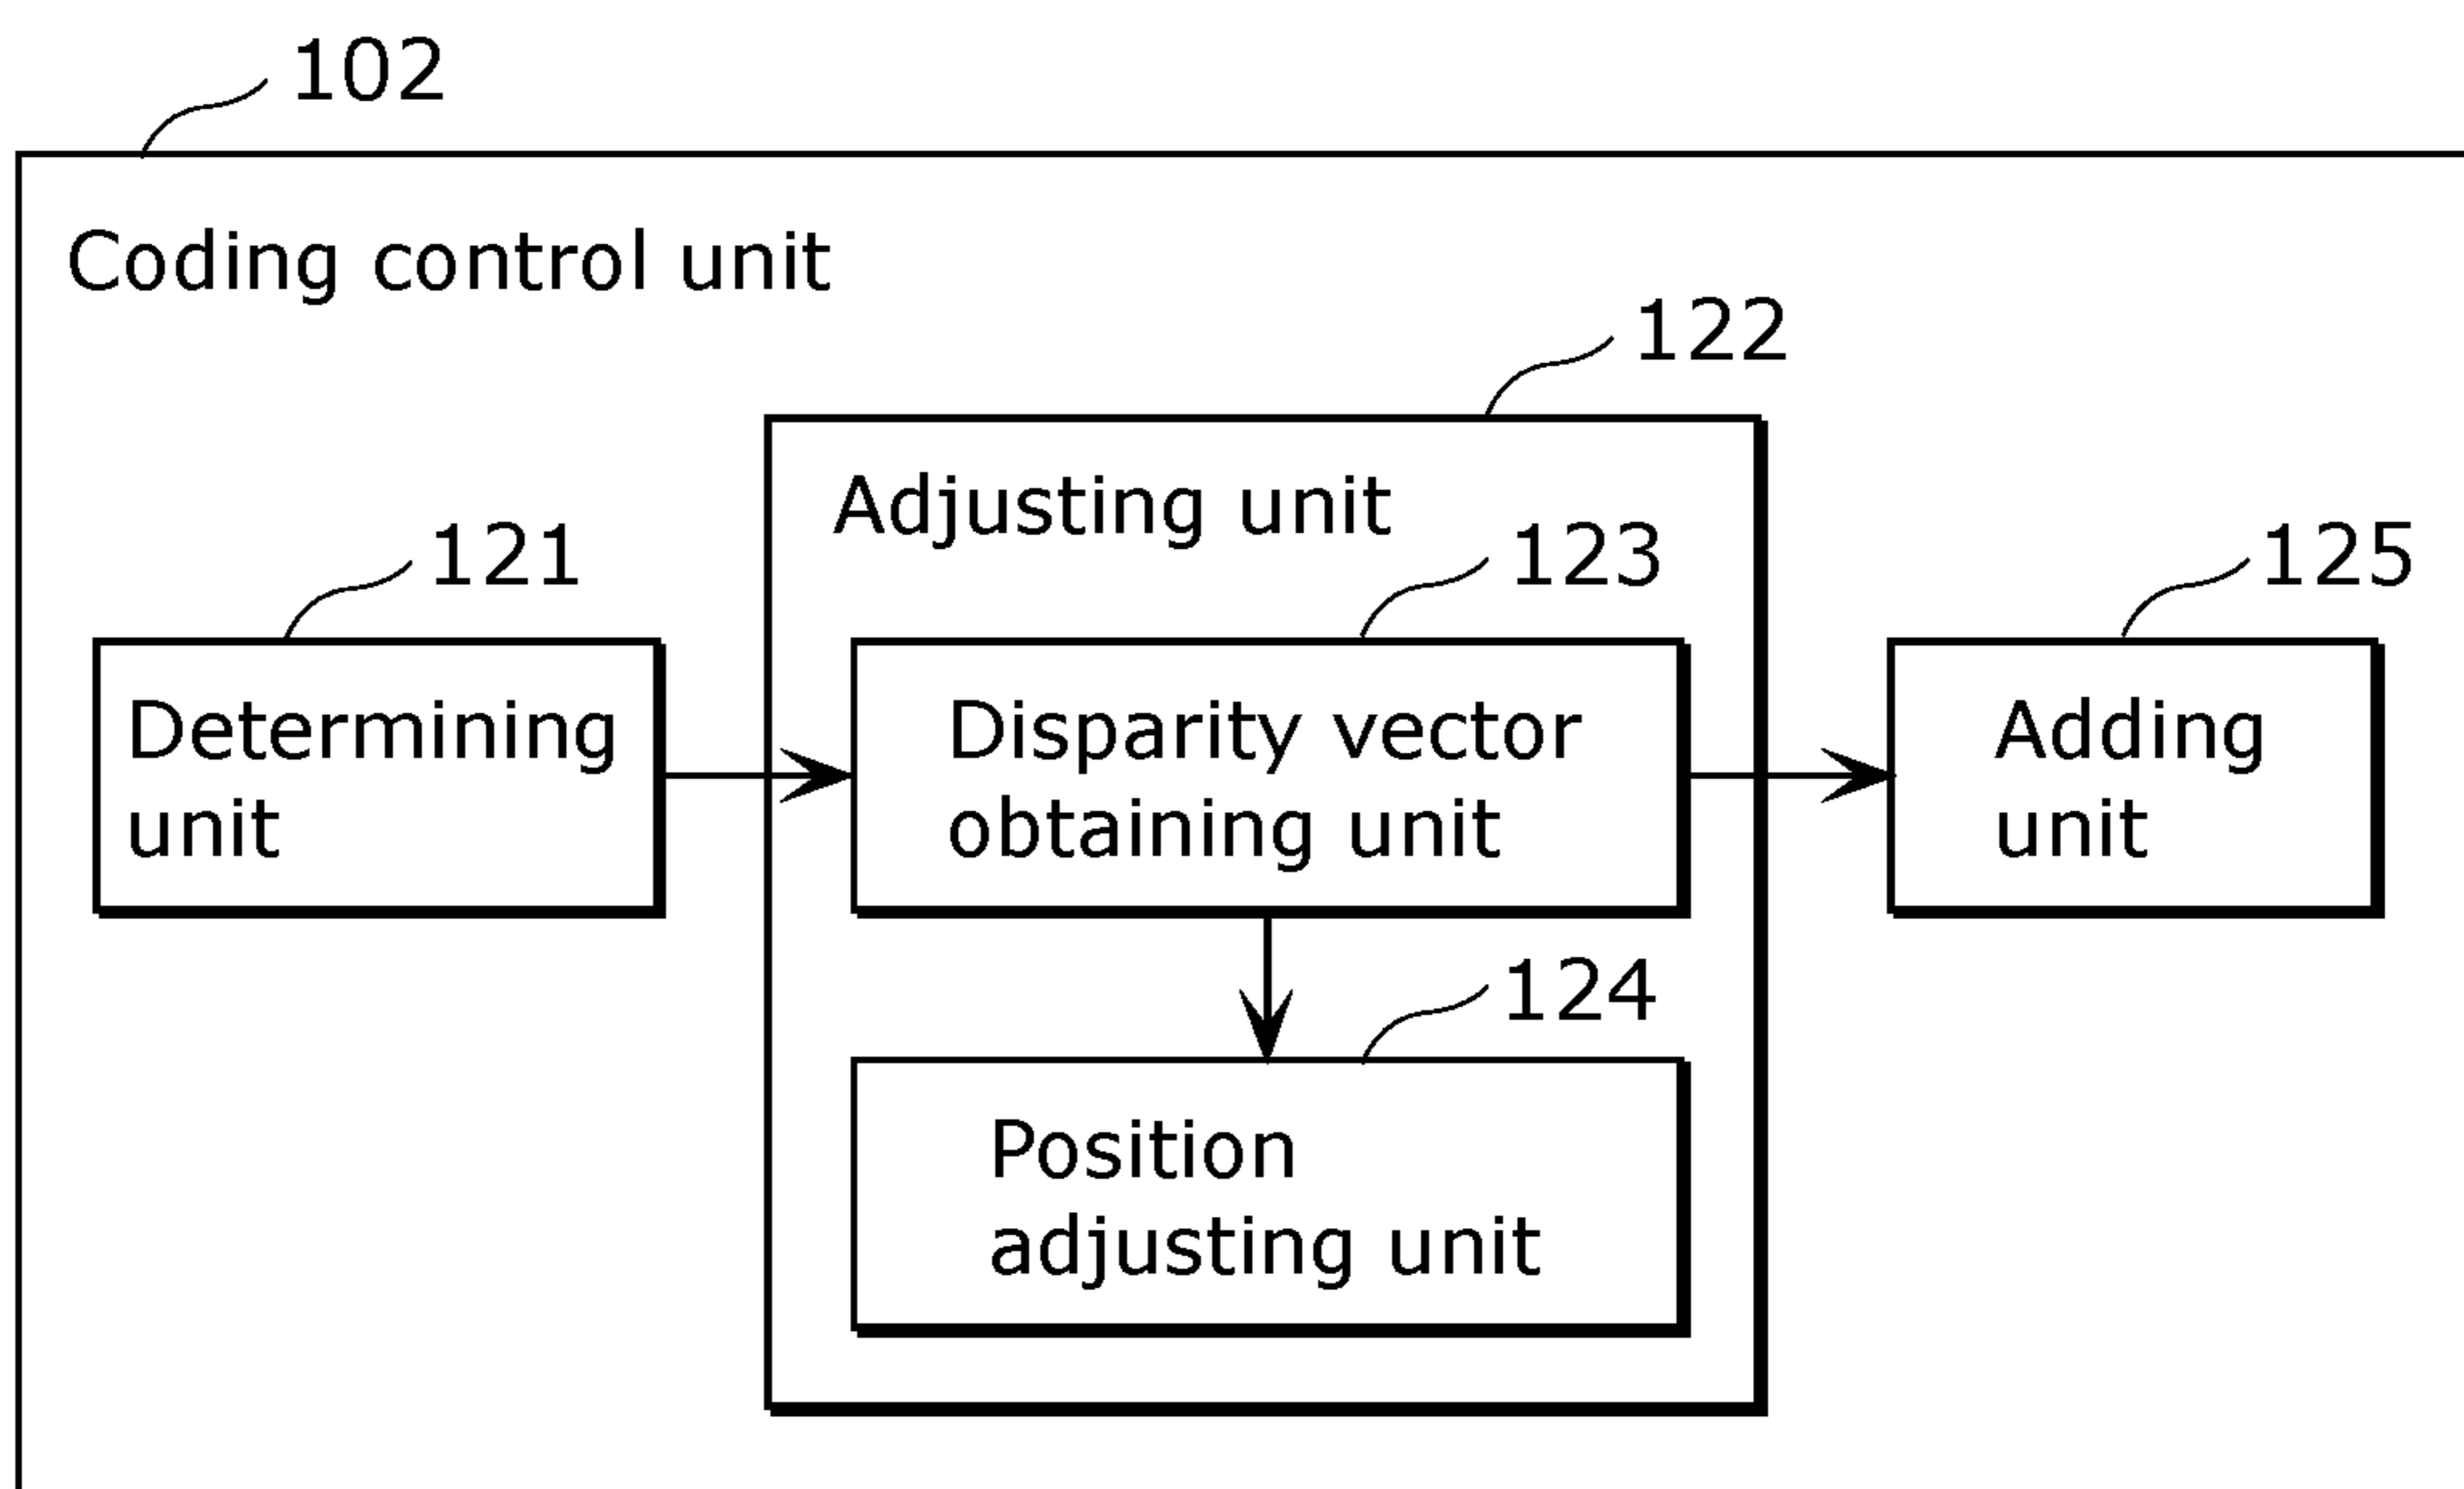 102
Coding control unit
122
Adjusting unit
121
123
125
Determining
unit
Disparity vector
obtaining unit
Adding
unit
124
Position
adjusting unit